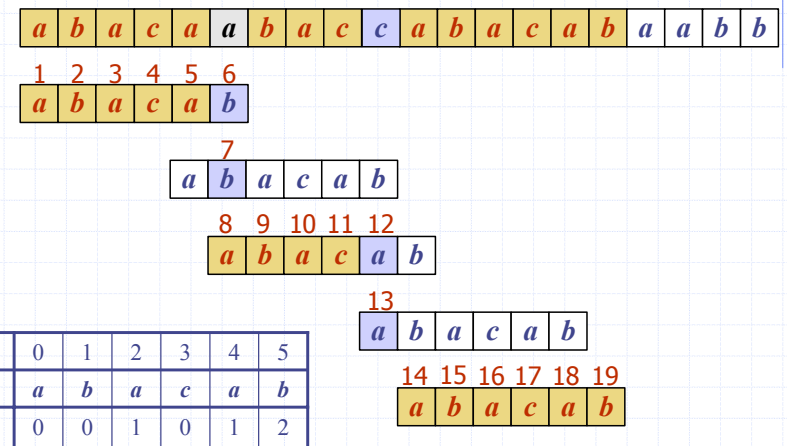 a b a c a a b a c c a b a c a b a a b b
1 2 3 4 5 6
a b a c a b
7
a b a c a b
8 9 10 11 12
a b a c a b
13
a b a c a b
0 1 2 3 4 5
14 15 16 17 18 19
a b a c a b
a b a c a b
0 0 1 0 1 2